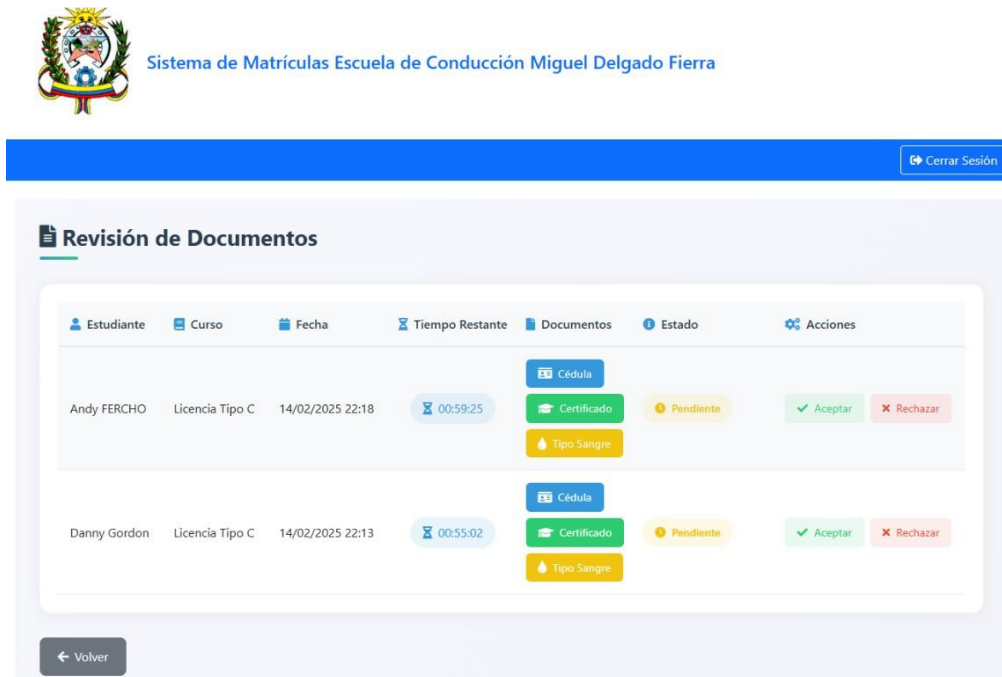 Sistema de Matrículas Escuela de Conducción Miguel Delgado Fierra
Cerrar Sesión
Revisión de Documentos
Estudiante Curso Fecha Tiempo Restante Documentos Estado Acciones
Cédula
Andy FERCHO Licencia Tipo C 14/02/2025 22:18 00:59:25 Certificado Pendiente Aceptar Rechazar
Tipo Sangre
Cédula
Danny Gordon Licencia Tipo C 14/02/2025 22:13 00:55:02 Certificado Pendiente Aceptar Rechazar
Tipo Sangre
Volver